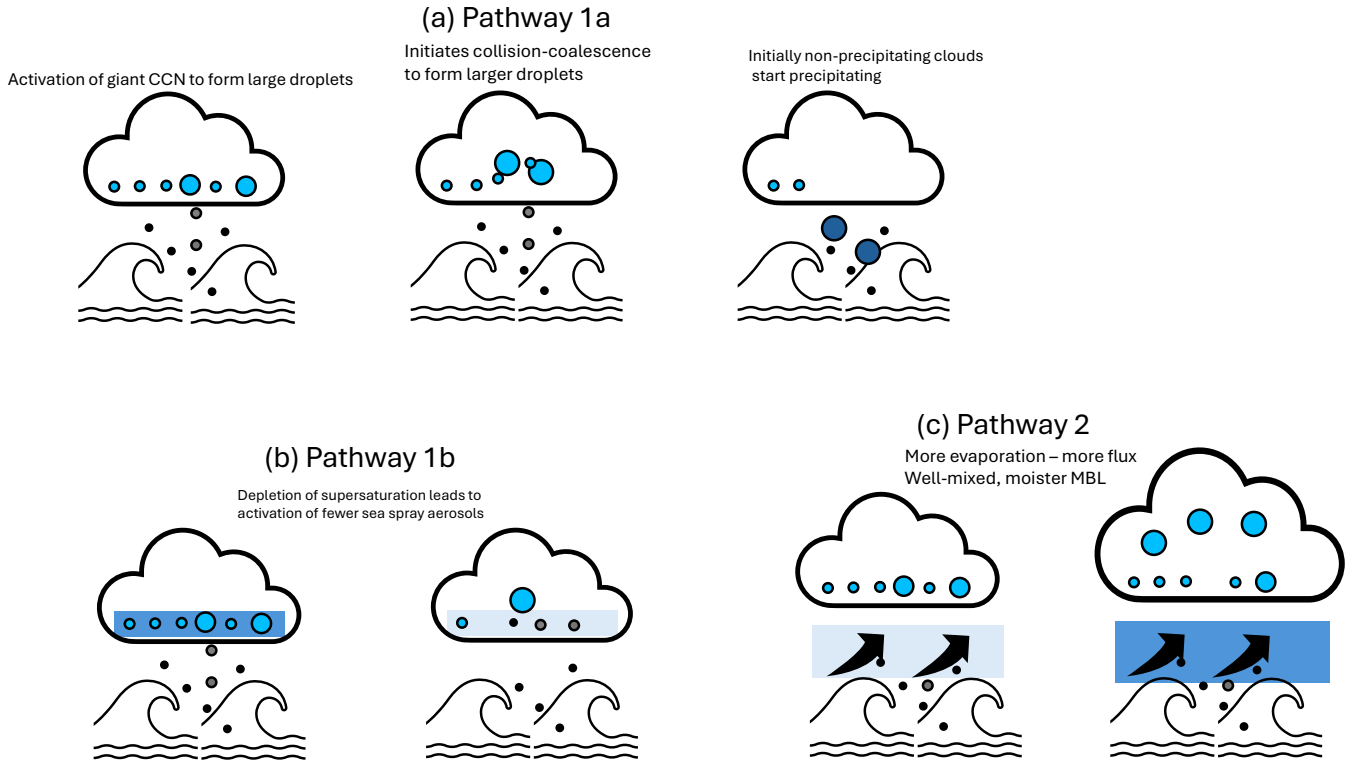 (a) Pathway 1a
Activation of giant CCN to form large droplets
Initiates collision-coalescence
to form larger droplets
Initially non-precipitating clouds
start precipitating
(b) Pathway 1b
Depletion of supersaturation leads to
activation of fewer sea spray aerosols
(c) Pathway 2
More evaporation – more flux
Well-mixed, moister MBL